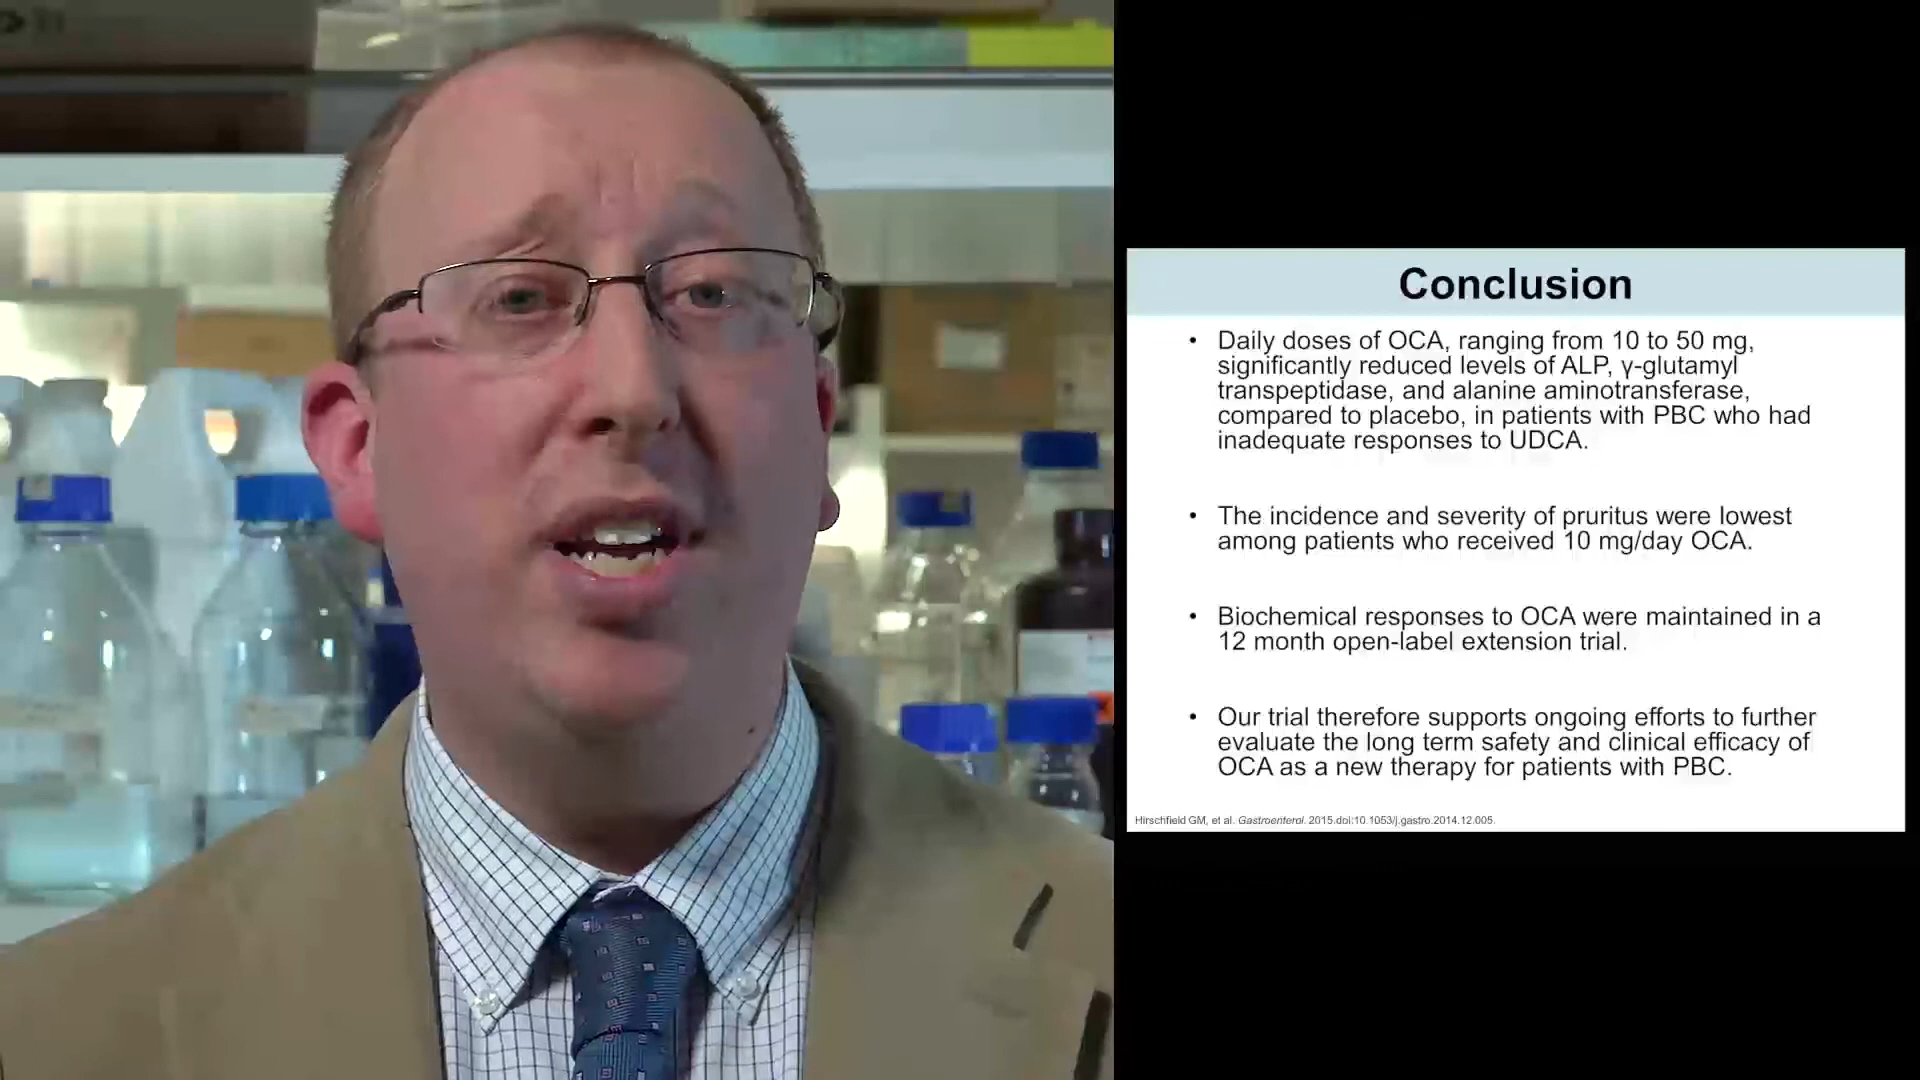 Conclusion
• Daily doses of OCA, ranging from 10 to 50 mg,
significantly reduced levels of ALP, γ-glutamyl
transpeptidase, and alanine aminotransferase,
compared to placebo, in patients with PBC who had
inadequate responses to UDCA.
• The incidence and severity of pruritus were lowest
among patients who received 10 mg/day OCA.
• Biochemical responses to OCA were maintained in a
12 month open-label extension trial.
• Our trial therefore supports ongoing efforts to further
evaluate the long term safety and clinical efficacy of
OCA as a new therapy for patients with PBC.
Hirschfield GM, et al. Gastroenterol. 2015.doi:10.1053/j.gastro.2014.12.005.